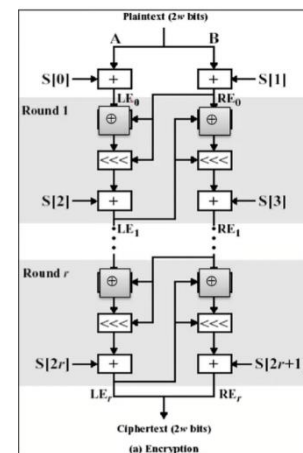 Plaintext (2w bits)
A B
S[0] + + S[1]
LE0 RE0
Round 1
⊕ ⊕
<<< <<<
S[2] + + S[3]
LE1 RE1
Round r
⊕ ⊕
<<< <<<
S[2r] + + S[2r+1]
LEr REr
Ciphertext (2w bits)
(a) Encryption